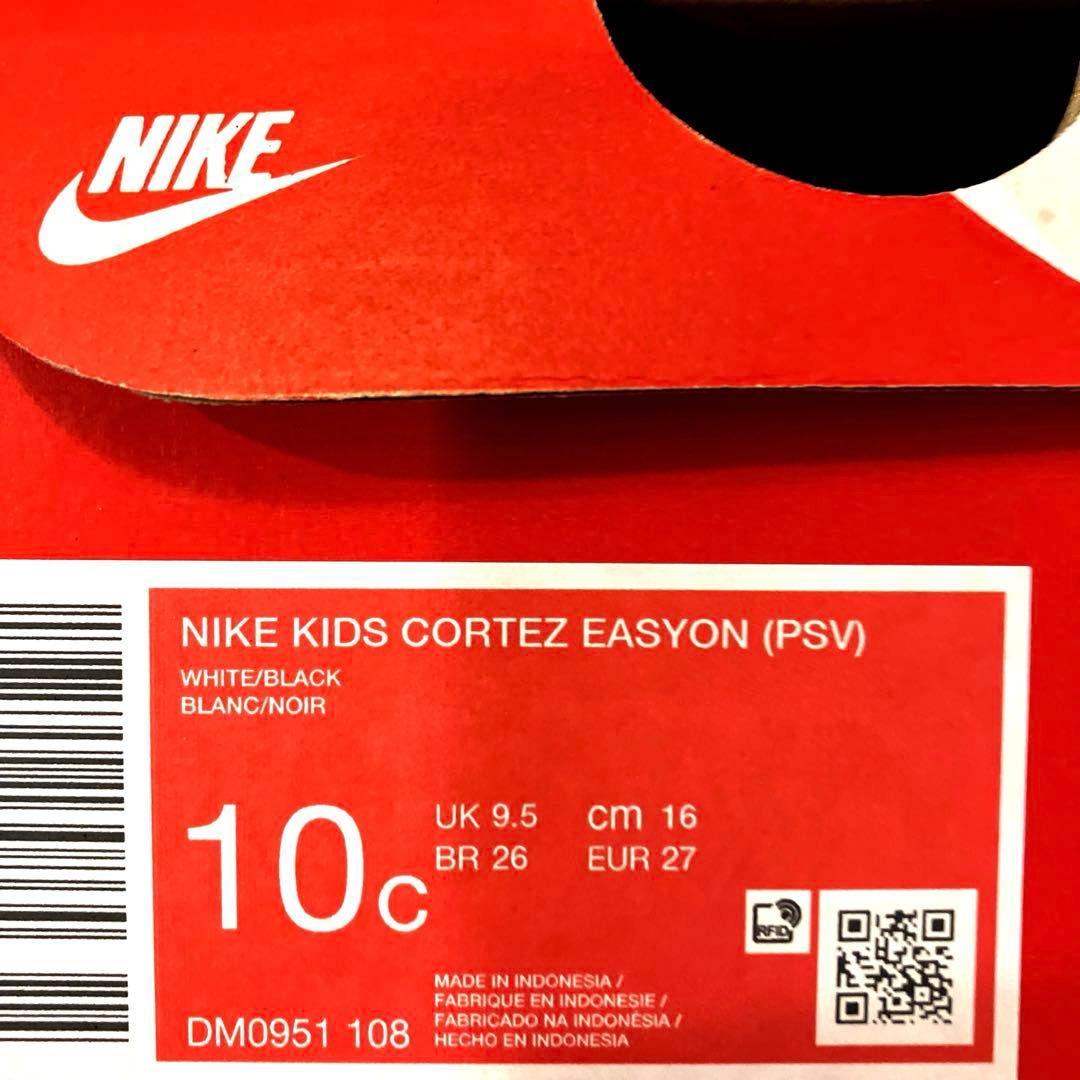 NIKE
NIKE KIDS CORTEZ EASYON (PSV)
WHITE/BLACK
BLANC/NOIR
10C
UK 9.5 cm 16
BR 26 EUR 27
RFID
MADE IN INDONESIA /
FABRIQUE EN INDONESIE /
FABRICADO NA INDONÉSIA /
HECHO EN INDONESIA
DM0951 108